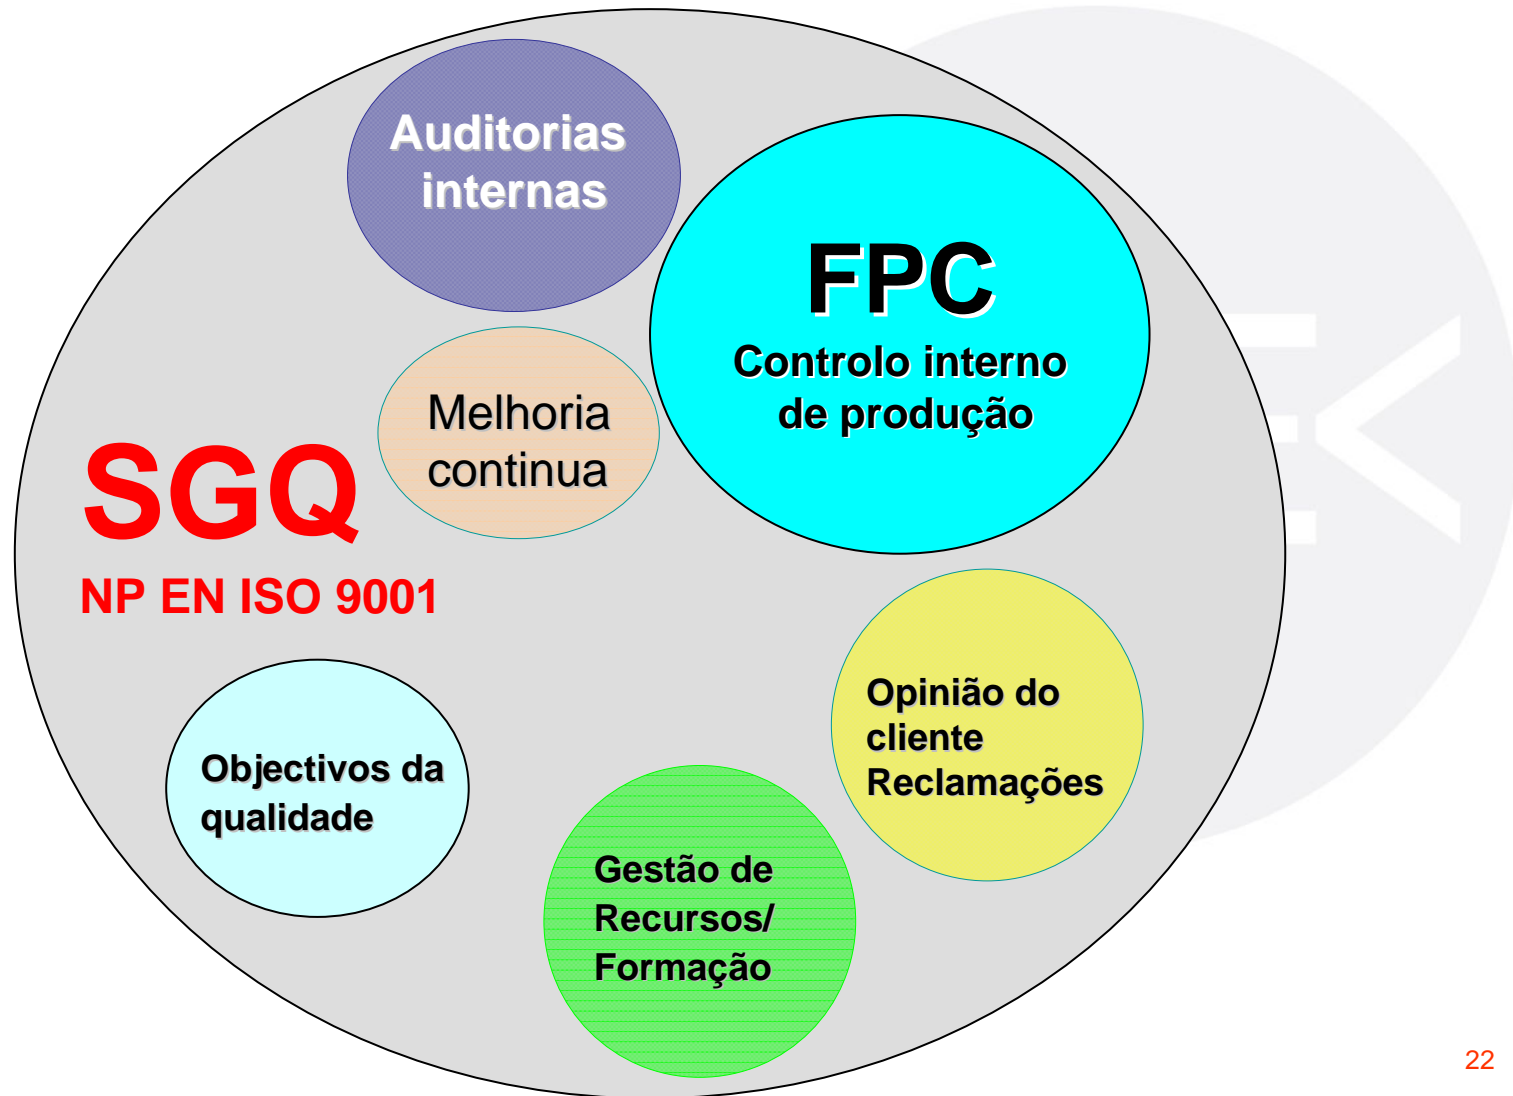 Auditorias
internas
FPC
Controlo interno
de produção
Melhoria
continua
SGQ
NP EN ISO 9001
Opinião do
cliente
Reclamações
Objectivos da
qualidade
Gestão de
Recursos/
Formação
22